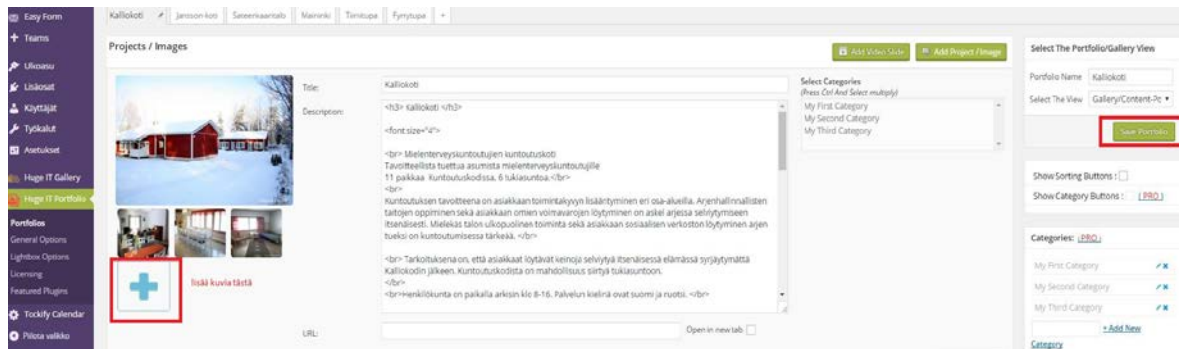 Easy Form
Teams
Ulkoasu
Lisäosat
Käyttäjät
Työkalut
Asetukset
Huge IT Gallery
Huge IT Portfolio
Portfolios
General Options
Lightbox Options
Licensing
Featured Plugins
Tockify Calendar
Piilota valikko
Kalliokoti
Jansson-koti
Sateenkaaritalo
Maininki
Tiimitupa
Fyrrytupa
+
Projects / Images
Add Video Slide
Add Project / Image
Title:
Kalliokoti
Description:
<h3> Kalliokoti </h3>
<font size="4">
<br> Mielenterveyskuntoutujien kuntoutuskoti
Tavoitteellista tuettua asumista mielenterveyskuntoutujille
11 paikkaa Kuntoutuskodissa, 6 tukiasuntoa.</br>
<br>
Kuntoutuksen tavoitteena on asiakkaan toimintakyvyn lisääntyminen eri osa-alueilla. Arjenhallinnallisten
taitojen oppiminen sekä asiakkaan omien voimavarojen löytyminen on askel arjessa selviytymiseen
itsenäisesti. Mielekäs talon ulkopuolinen toiminta sekä asiakkaan sosiaalisen verkoston löytyminen arjen
tueksi on kuntoutumisessa tärkeää. </br>
<br> Tarkoituksena on, että asiakkaat löytävät keinoja selviytyä itsenäisessä elämässä syrjäytymättä
Kalliokodin jälkeen. Kuntoutuskodista on mahdollisuus siirtyä tukiasuntoon.
</br>
<br>Henkilökunta on paikalla arkisin klo 8-16. Palvelun kielinä ovat suomi ja ruotsi. </br>
lisää kuvia tästä
URL:
Open in new tab
Select Categories
(Press Ctrl And Select multiply)
My First Category
My Second Category
My Third Category
Select The Portfolio/Gallery View
Portfolio Name
Kalliokoti
Select The View
Gallery/Content-Po
Save Portfolio
Show Sorting Buttons :
Show Category Buttons : (PRO)
Categories: (PRO)
My First Category
My Second Category
My Third Category
+ Add New
Category